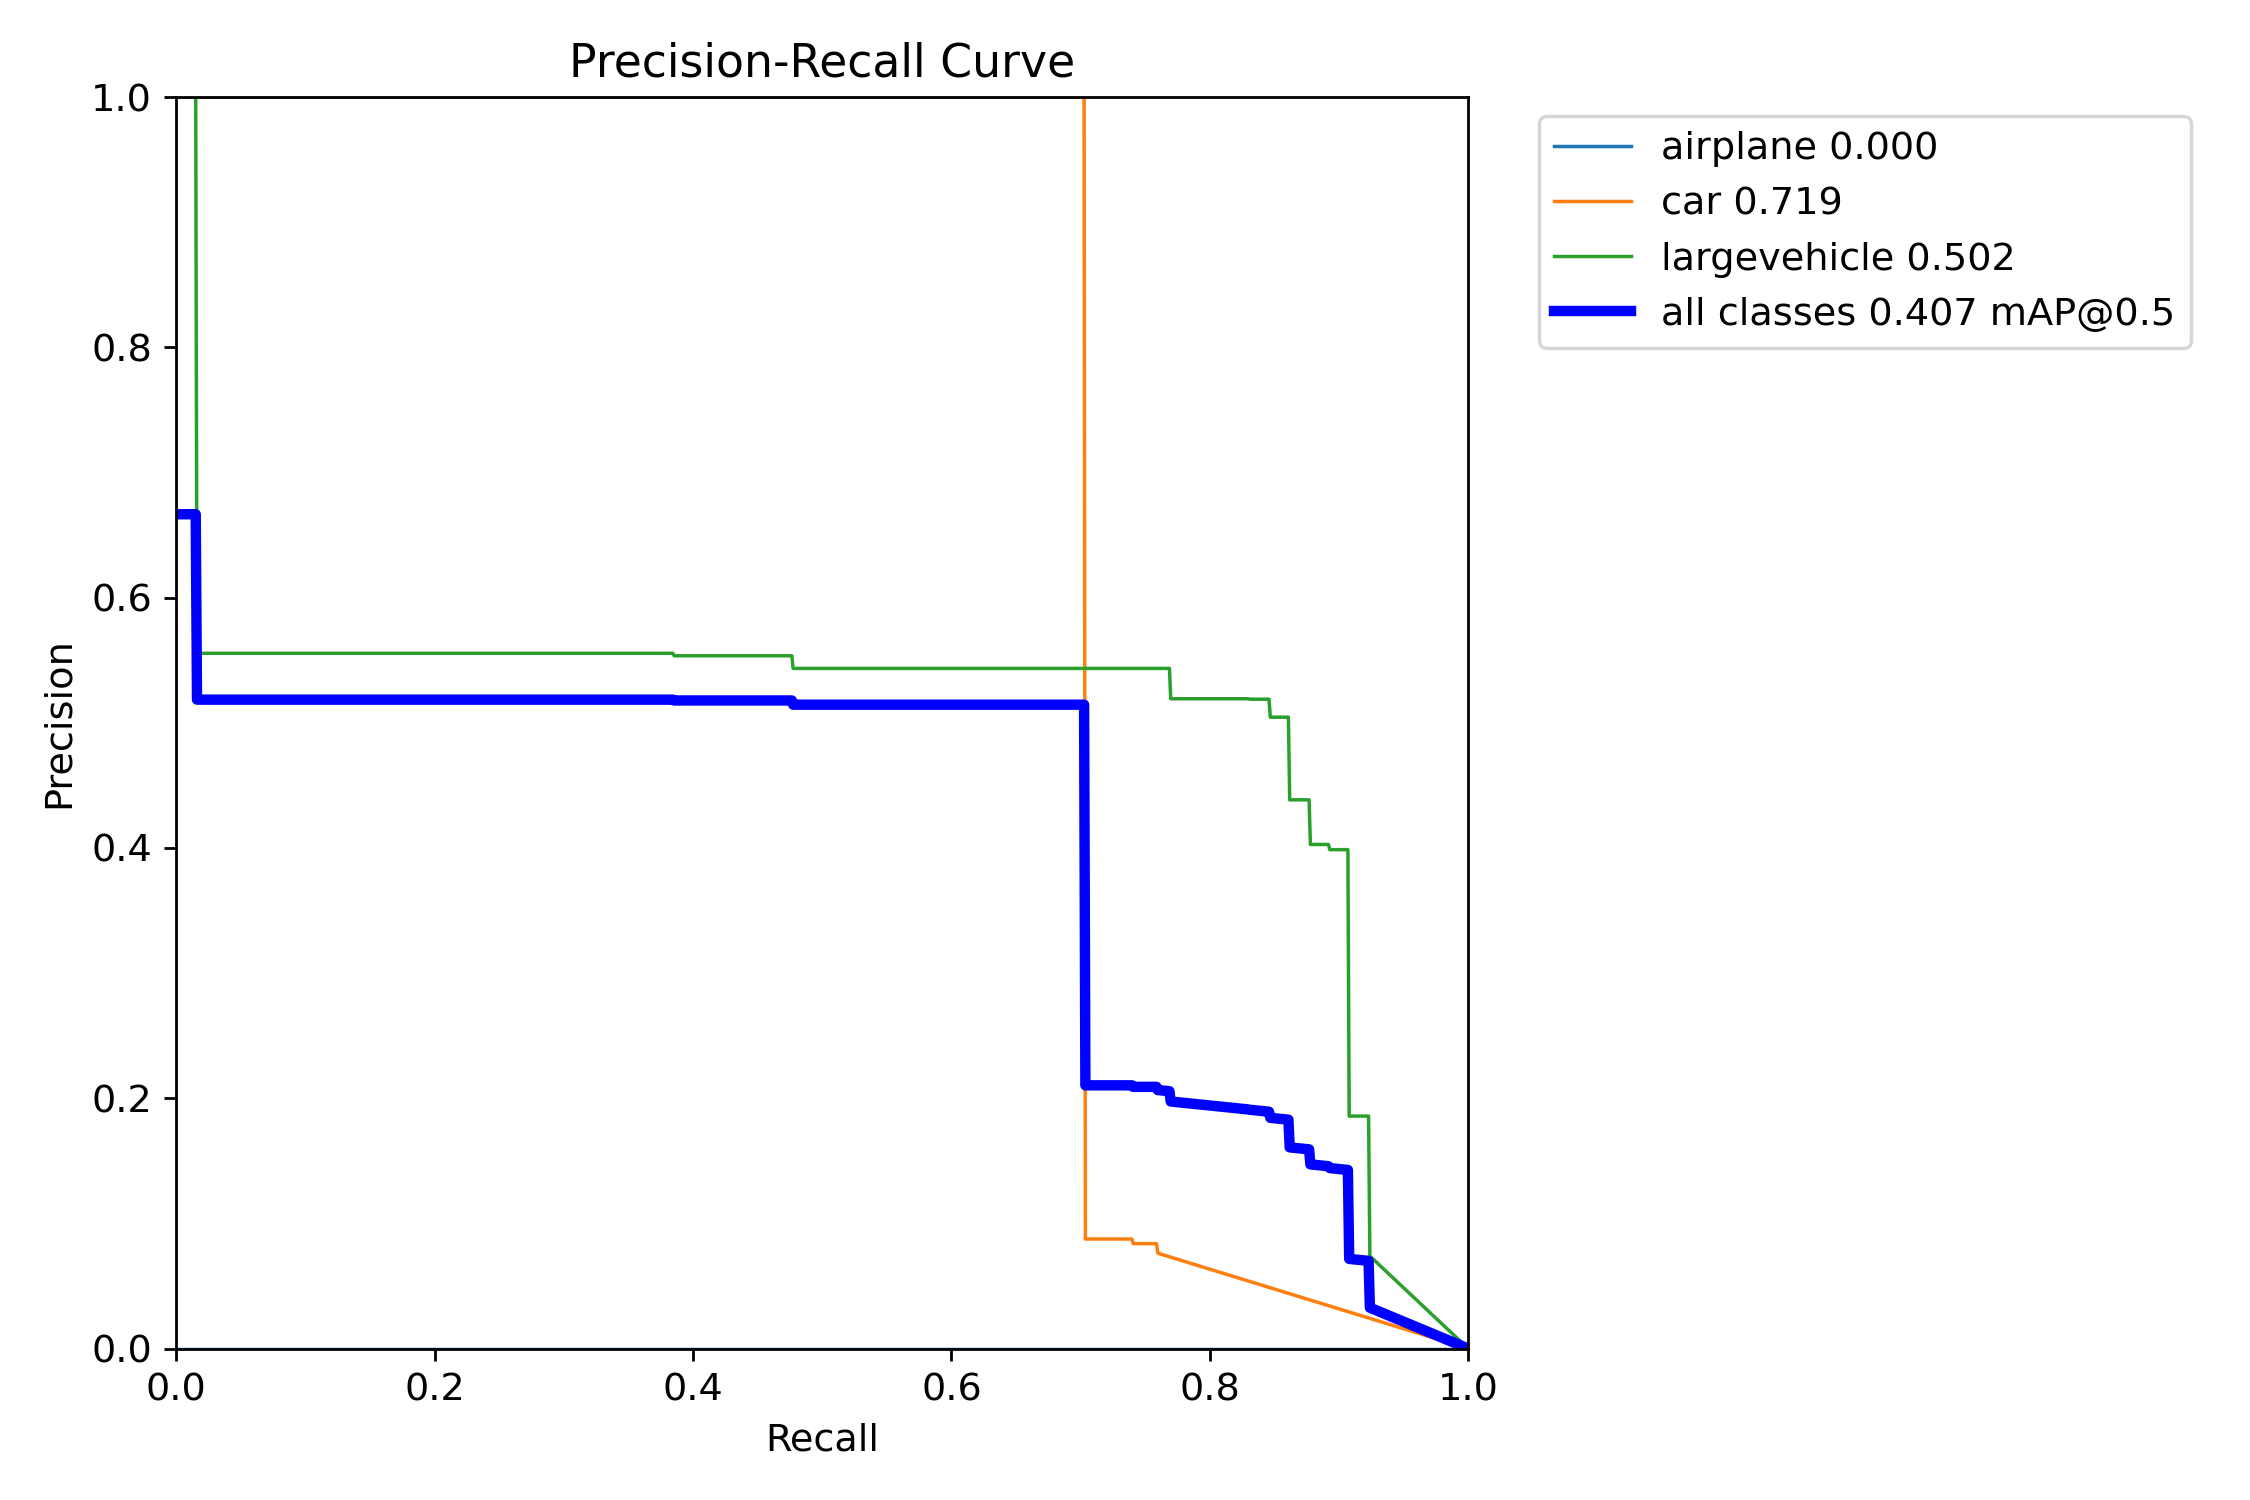 Precision-Recall Curve
1.0
0.8
0.6
0.4
0.2
0.0
Precision
0.0 0.2 0.4 0.6 0.8 1.0
Recall
airplane 0.000
car 0.719
largevehicle 0.502
all classes 0.407 mAP@0.5